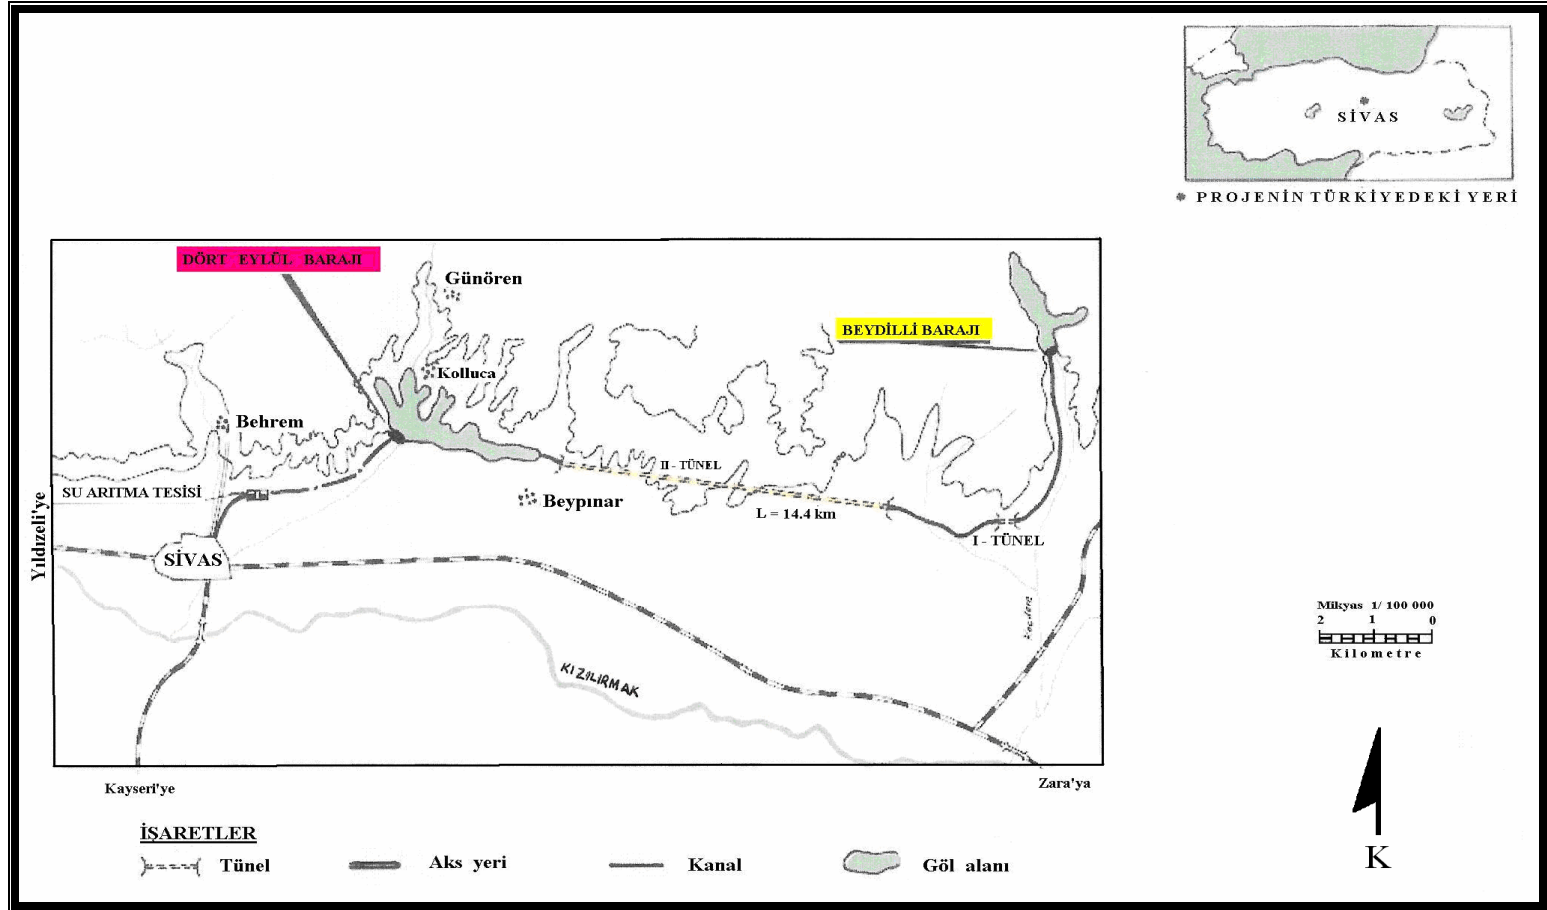 SİVAS
PROJENİN TÜRKİYEDEKİ YERİ
DÖRT EYLÜL BARAJI
Günören
BEYDİLLİ BARAJI
Kolluca
Behrem
II - TÜNEL
SU ARITMA TESİSİ
Beypınar
L = 14.4 km
I - TÜNEL
Yıldızeli'ye
SİVAS
KIZILIRMAK
Mikyas 1/ 100 000
2 1 0
Kilometre
Kayseri'ye
Zara'ya
İŞARETLER
Tünel
Aks yeri
Kanal
Göl alanı
K